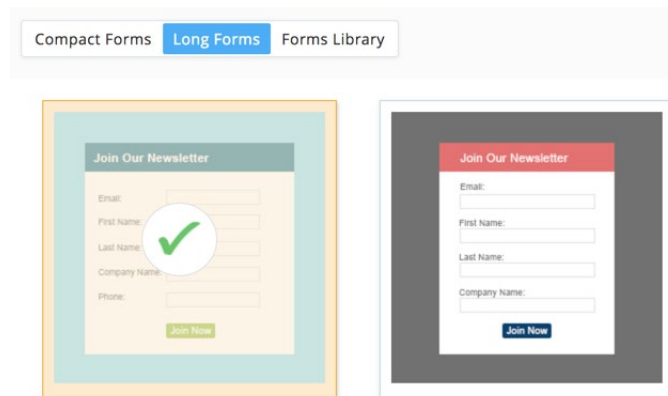 Compact Forms Long Forms Forms Library
Join Our Newsletter
Email:
First Name:
Last Name:
Company Name:
Phone:
Join Now
Join Our Newsletter
Email:
First Name:
Last Name:
Company Name:
Join Now